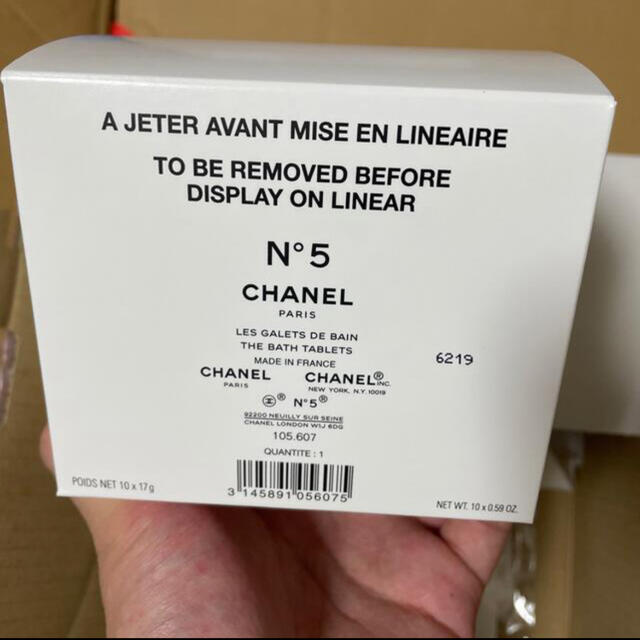 A JETER AVANT MISE EN LINEAIRE
TO BE REMOVED BEFORE
DISPLAY ON LINEAR
N° 5
CHANEL
PARIS
LES GALETS DE BAIN
THE BATH TABLETS
MADE IN FRANCE
6219
CHANEL CHANEL® INC.
PARIS NEW YORK, N.Y. 10019
® N°5®
92200 NEUILLY SUR SEINE
CHANEL LONDON W1J 6DG
105.607
QUANTITE : 1
POIDS NET 10 x 17 g
3 145891 056075
NET WT. 10 x 0.59 OZ.